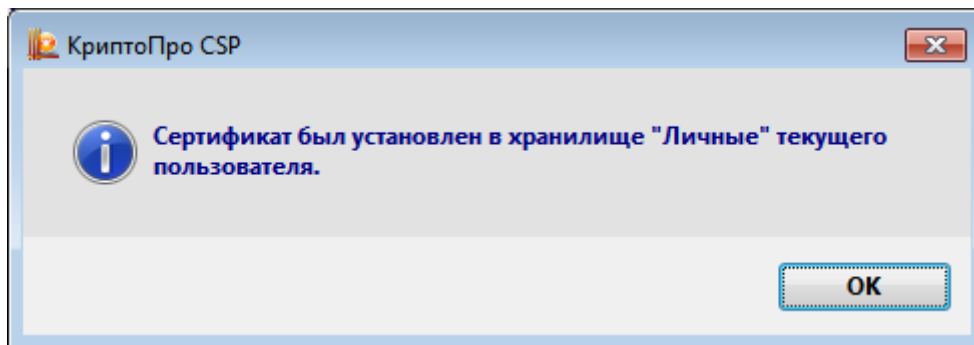 КриптоПро CSP
Сертификат был установлен в хранилище "Личные" текущего
пользователя.
OK